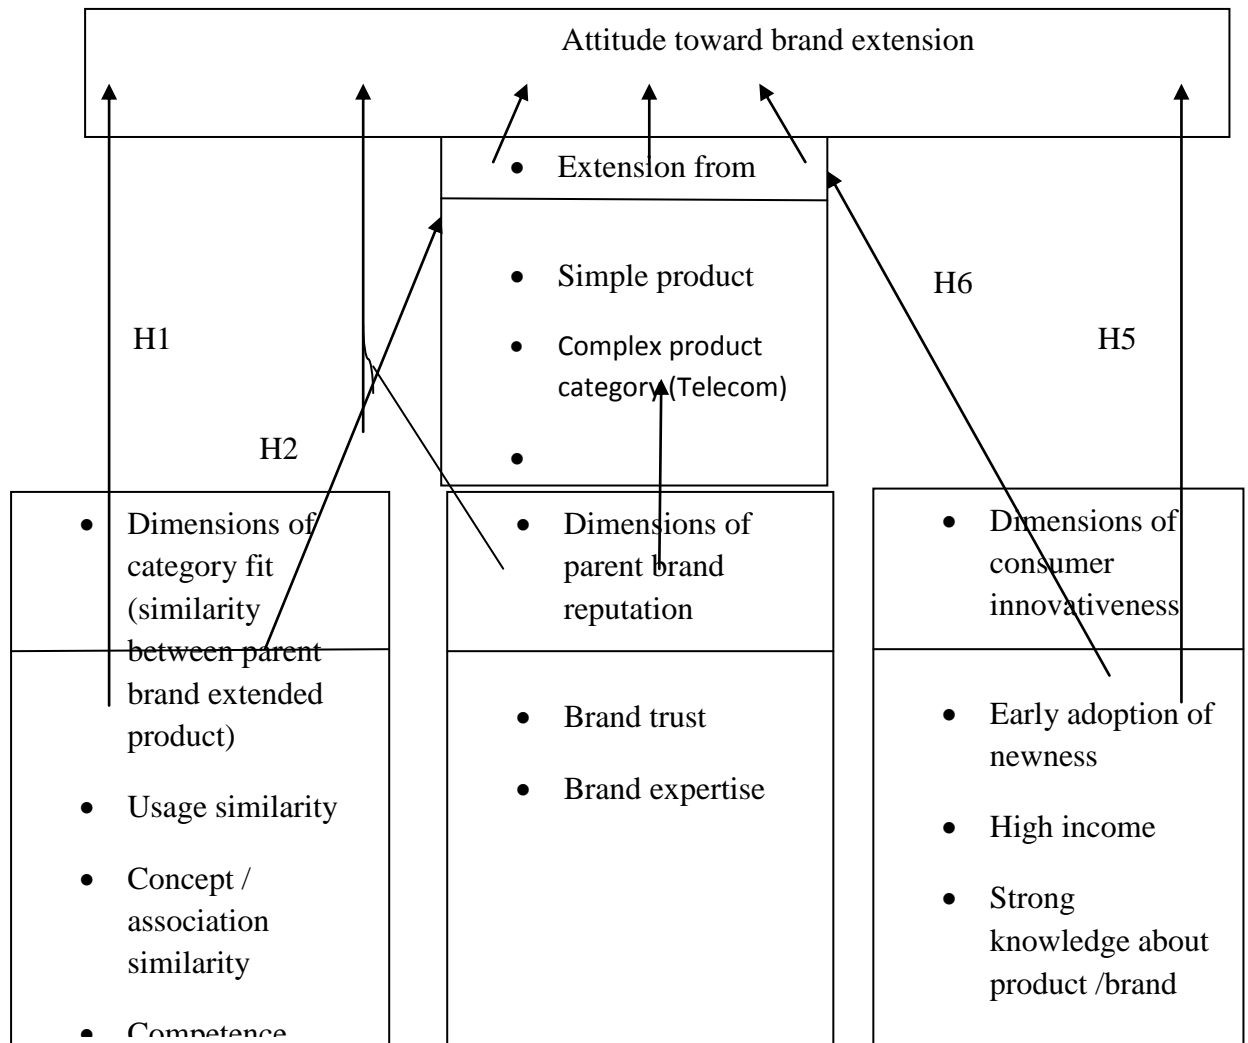 Attitude toward brand extension
• Extension from
• Simple product
• Complex product
category (Telecom)
•
H1
H2
H6
H5
• Dimensions of
category fit
(similarity
between parent
brand extended
product)
• Usage similarity
• Concept /
association
similarity
• Competence
• Dimensions of
parent brand
reputation
• Brand trust
• Brand expertise
• Dimensions of
consumer
innovativeness
• Early adoption of
newness
• High income
• Strong
knowledge about
product /brand